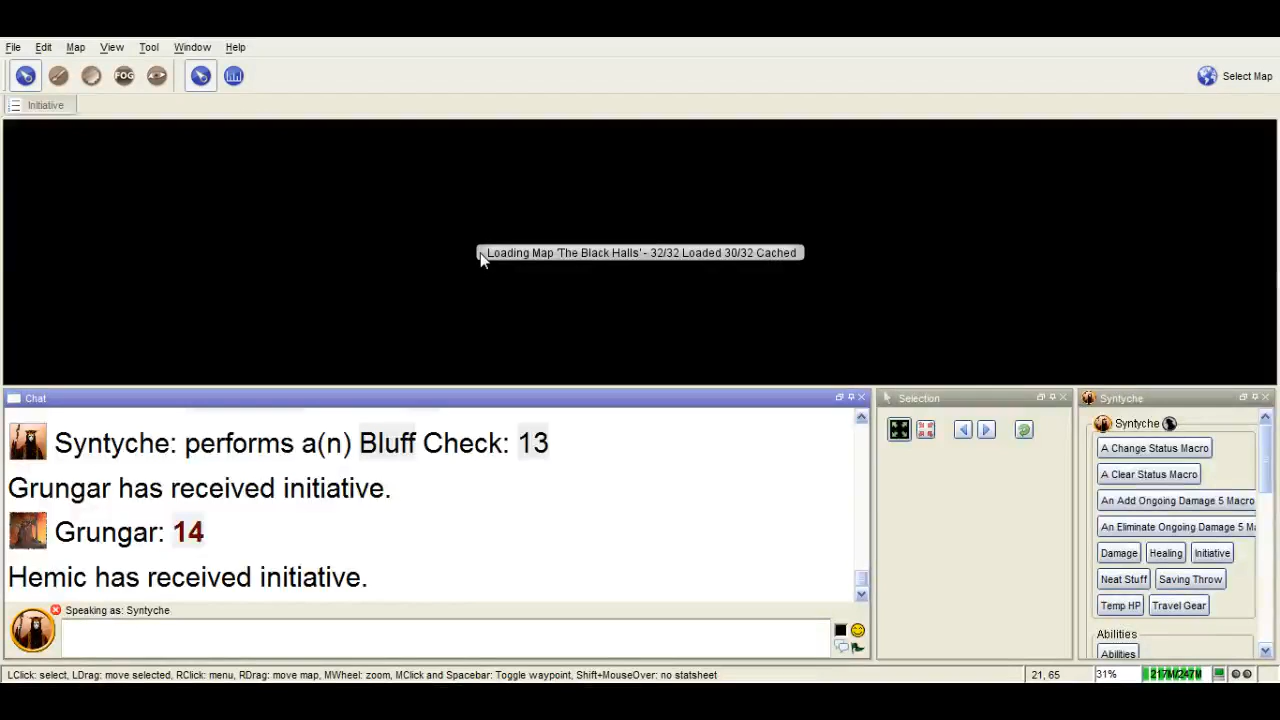 File Edit Map View Tool Window Help
FOG
Select Map
Initiative
Loading Map 'The Black Halls' - 32/32 Loaded 30/32 Cached
Chat
Syntyche: performs a(n) Bluff Check: 13
Grungar has received initiative.
Grungar: 14
Hemic has received initiative.
Speaking as: Syntyche
Selection
Syntyche
Syntyche
A Change Status Macro
A Clear Status Macro
An Add Ongoing Damage 5 Macro
An Eliminate Ongoing Damage 5 Ma
Damage Healing Initiative
Neat Stuff Saving Throw
Temp HP Travel Gear
Abilities
Abilities
LClick: select, LDrag: move selected, RClick: menu, RDrag: move map, MWheel: zoom, MClick and Spacebar: Toggle waypoint, Shift+MouseOver: no statsheet
21, 65
31%
217M/247M